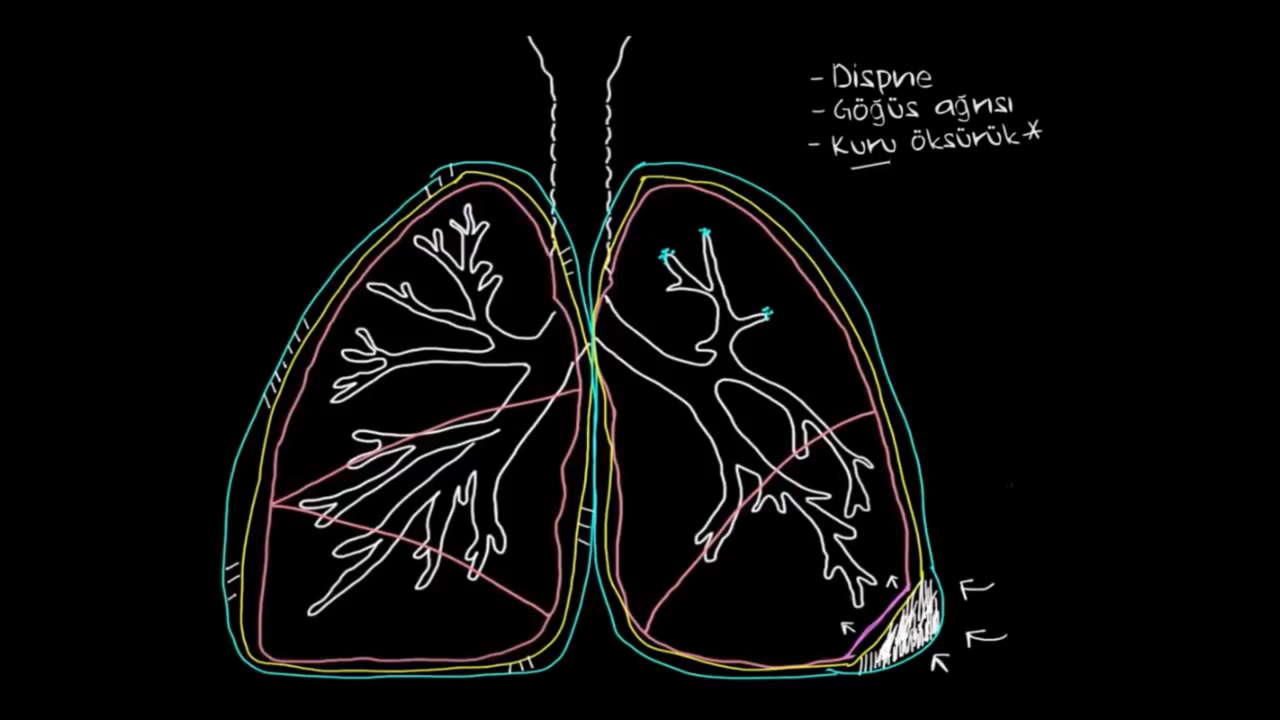 - Dispne
- Göğüs ağrısı
- Kuru öksürük*